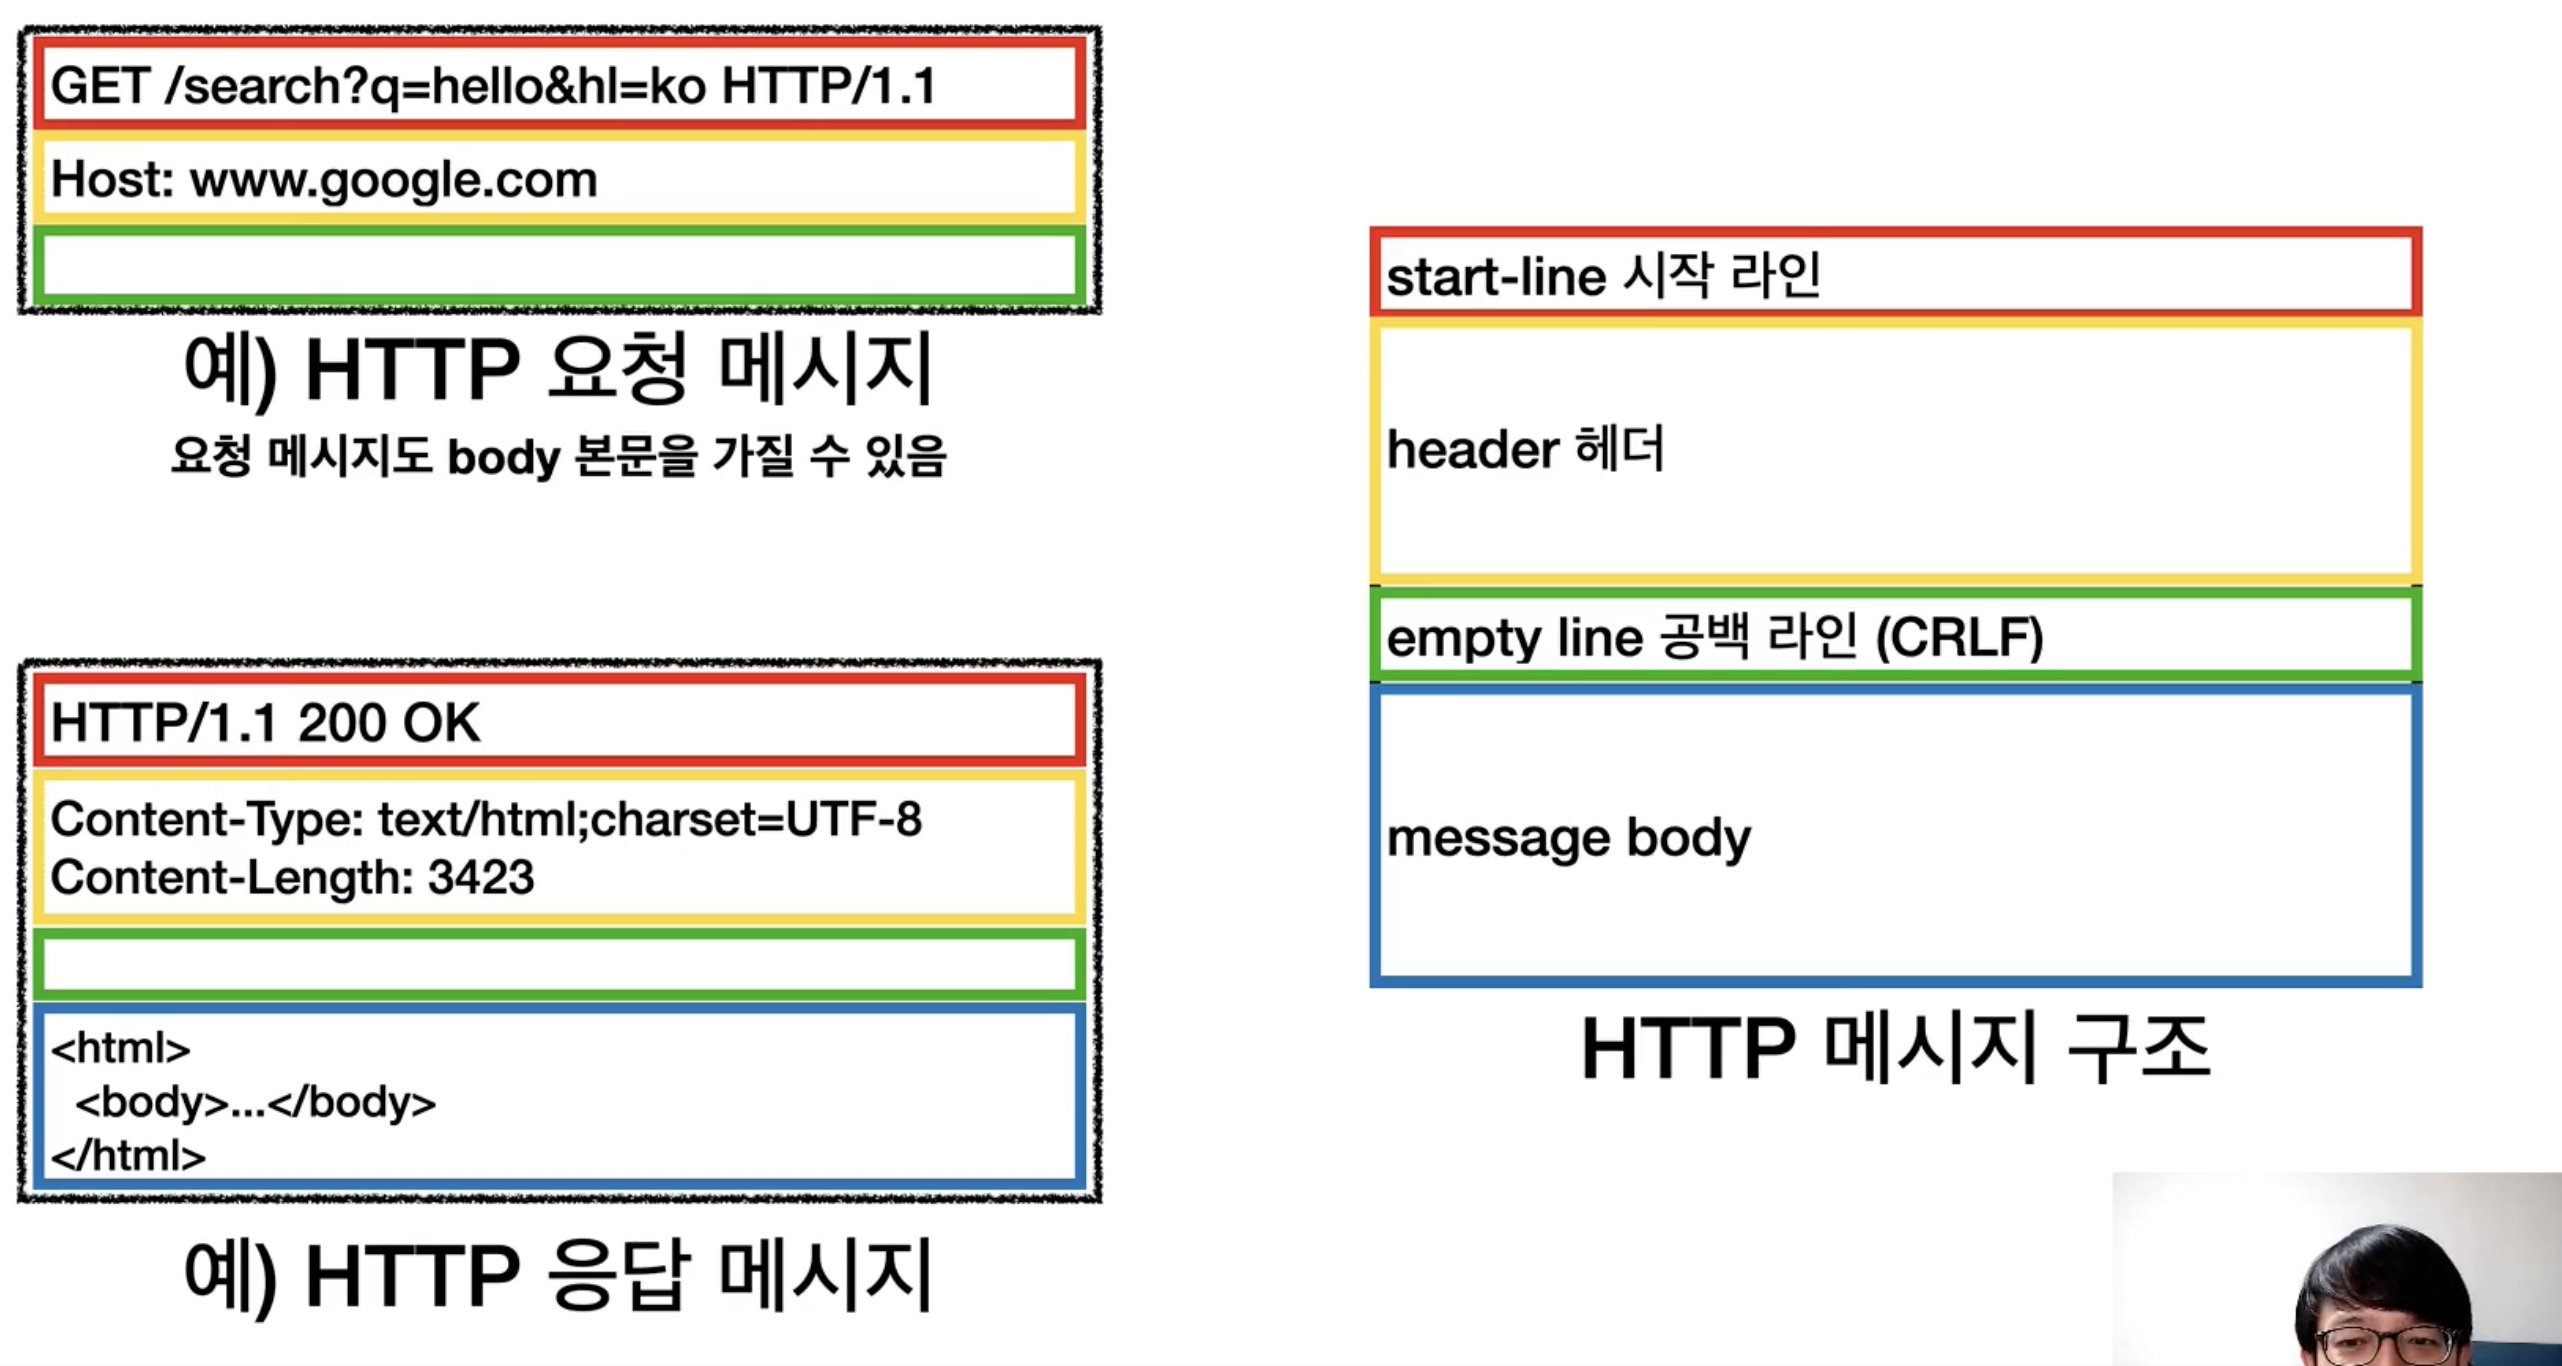 GET /search?q=hello&hl=ko HTTP/1.1
Host: www.google.com
예) HTTP 요청 메시지
요청 메시지도 body 본문을 가질 수 있음
HTTP/1.1 200 OK
Content-Type: text/html;charset=UTF-8
Content-Length: 3423
<html>
<body>...</body>
</html>
예) HTTP 응답 메시지
start-line 시작 라인
header 헤더
empty line 공백 라인 (CRLF)
message body
HTTP 메시지 구조